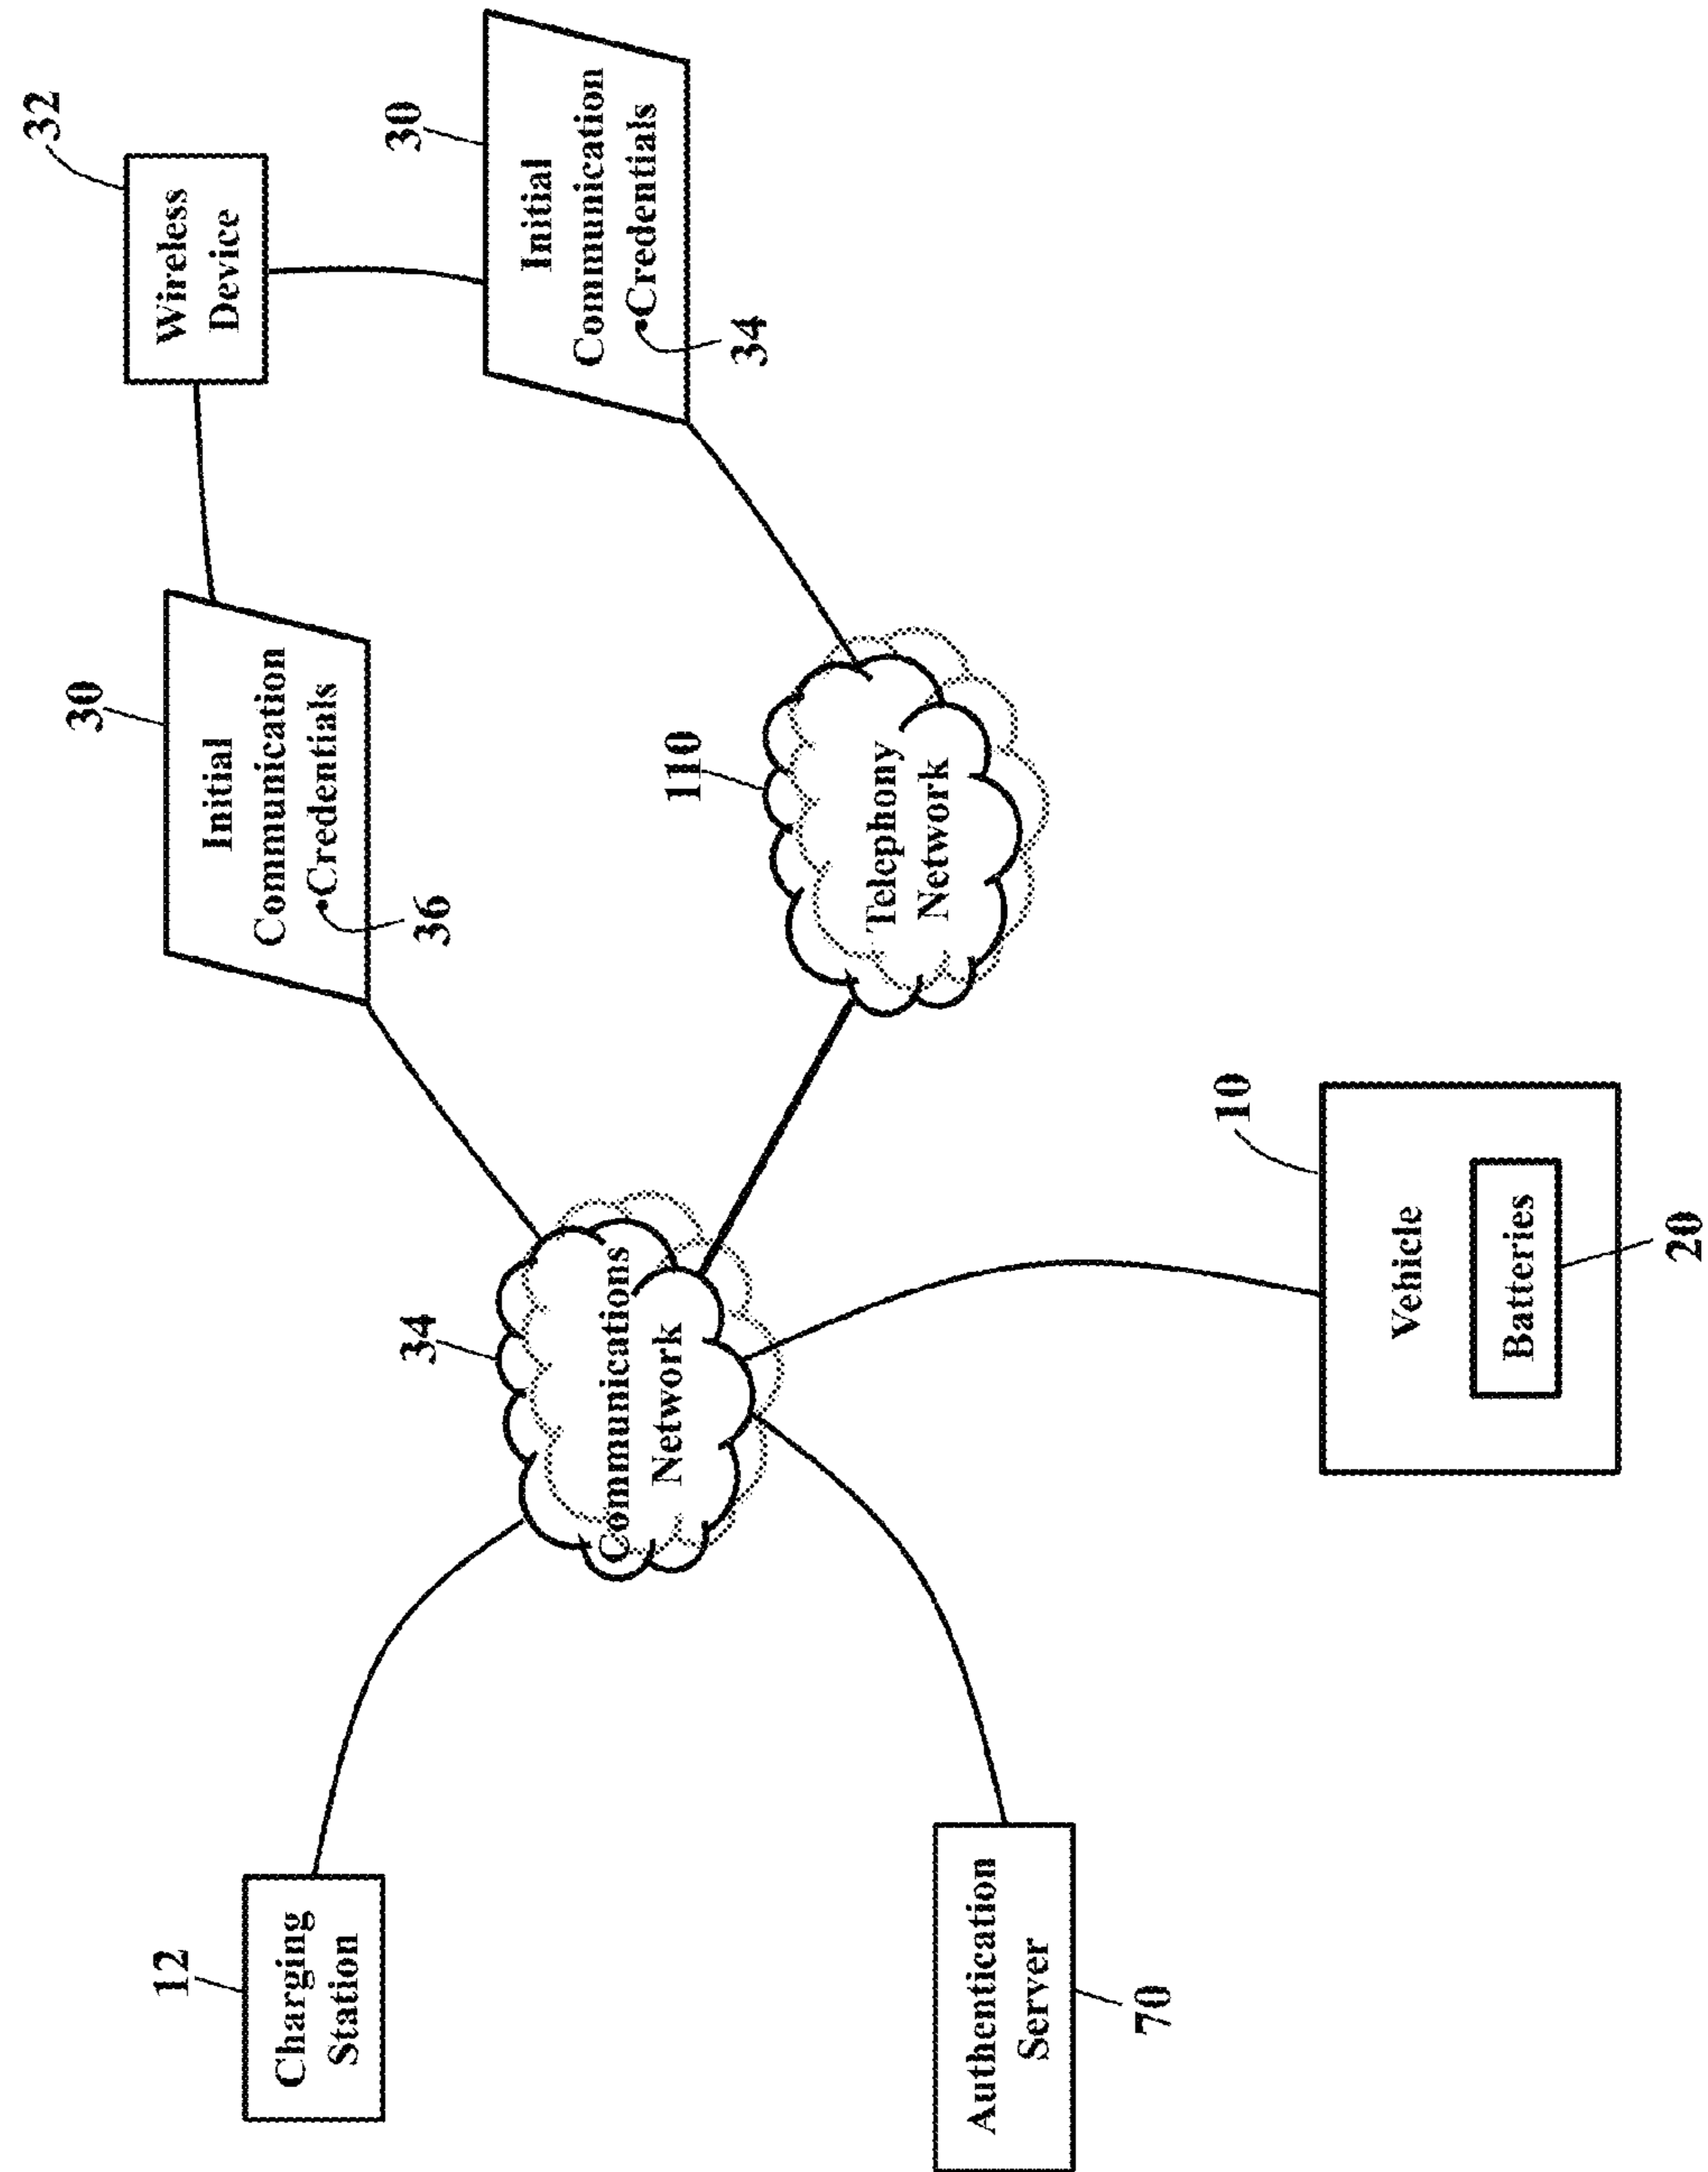 32
Wireless
Device
30
Initial
Communication
•Credentials
34
30
Initial
Communication
•Credentials
36
110
Telephony
Network
34
Communications
Network
10
Vehicle
Batteries
20
12
Charging
Station
Authentication
Server
70